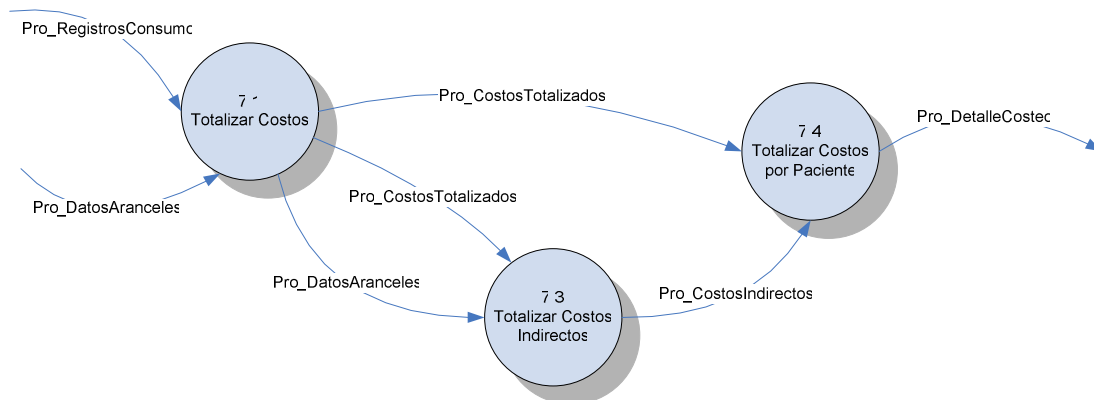 Pro_RegistrosConsumo
Totalizar Costos
Pro_CostosTotalizados
7 4
Totalizar Costos
por Paciente
Pro_DetalleCosteo
Pro_DatosAranceles
Pro_CostosTotalizados
Pro_DatosAranceles
7 3
Totalizar Costos
Indirectos
Pro_CostosIndirectos